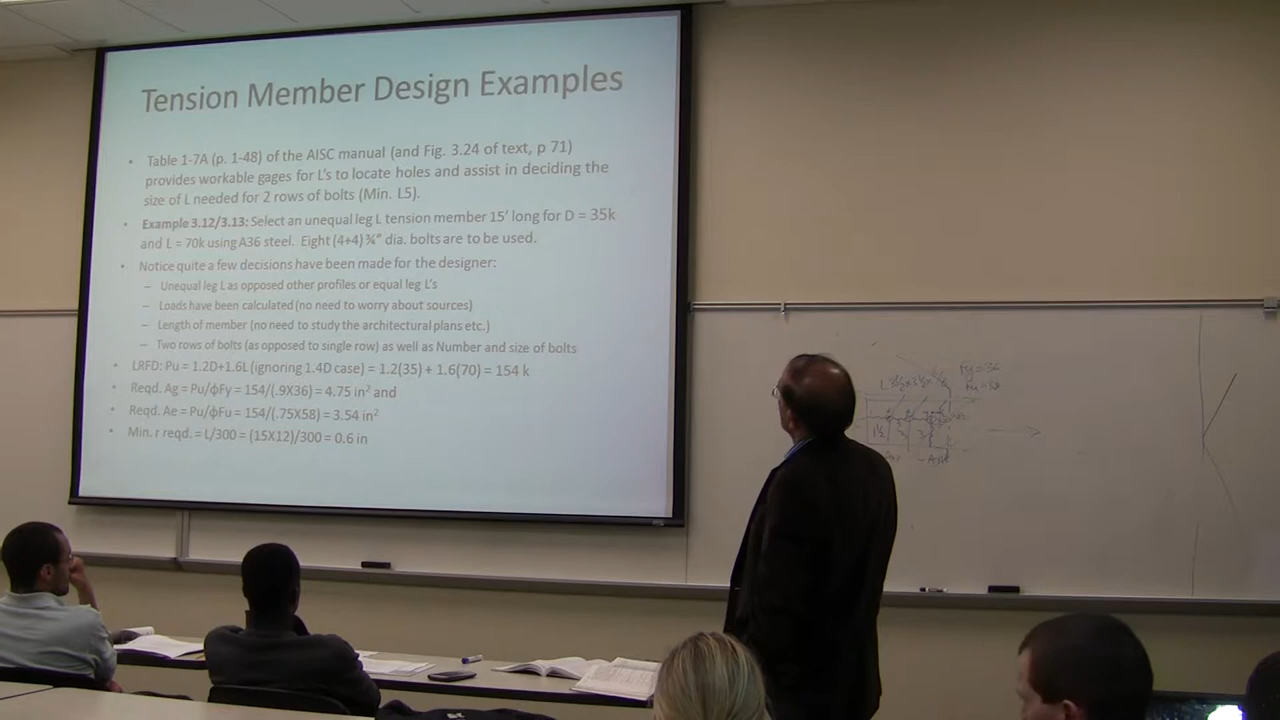 Tension Member Design Examples
• Table 1-7A (p. 1-48) of the AISC manual (and Fig. 3.24 of text, p 71)
provides workable gages for L's to locate holes and assist in deciding the
size of L needed for 2 rows of bolts (Min. L5).
• Example 3.12/3.13: Select an unequal leg L tension member 15' long for D = 35k
and L = 70k using A36 steel. Eight (4+4) ¾" dia. bolts are to be used.
• Notice quite a few decisions have been made for the designer:
– Unequal leg L as opposed other profiles or equal leg L's
– Loads have been calculated (no need to worry about sources)
– Length of member (no need to study the architectural plans etc.)
– Two rows of bolts (as opposed to single row) as well as Number and size of bolts
• LRFD: Pu = 1.2D+1.6L (ignoring 1.4D case) = 1.2(35) + 1.6(70) = 154 k
• Reqd. Ag = Pu/ϕFy = 154/(.9X36) = 4.75 in² and
• Reqd. Ae = Pu/ϕFu = 154/(.75X58) = 3.54 in²
• Min. r reqd. = L/300 = (15X12)/300 = 0.6 in
Fy=36
1½